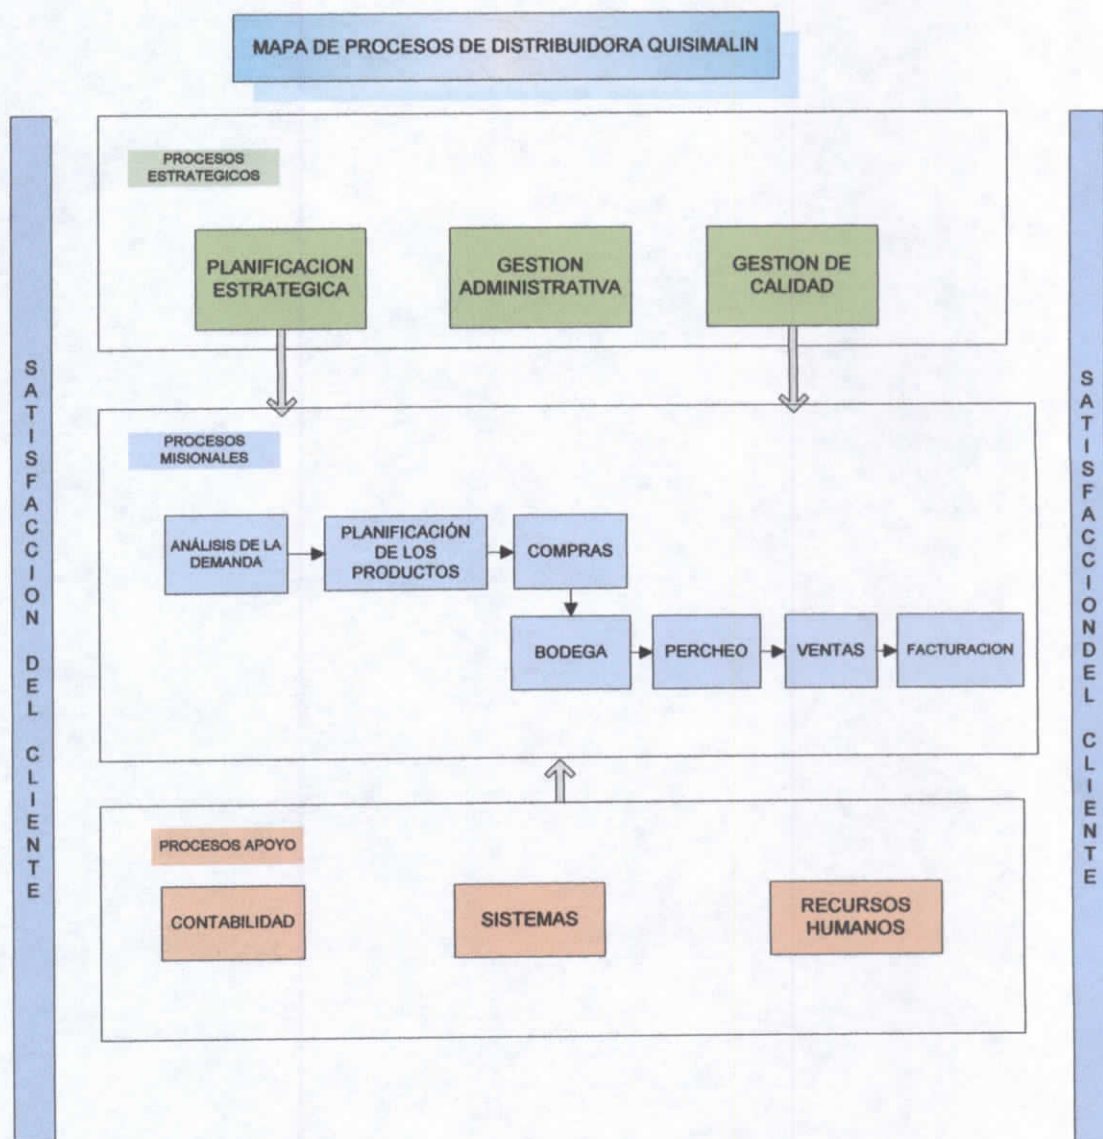 MAPA DE PROCESOS DE DISTRIBUIDORA QUISIMALIN
SATISFACCION DEL CLIENTE
PROCESOS
ESTRATEGICOS
PLANIFICACION
ESTRATEGICA
GESTION
ADMINISTRATIVA
GESTION DE
CALIDAD
PROCESOS
MISIONALES
ANÁLISIS DE LA
DEMANDA
PLANIFICACIÓN
DE LOS
PRODUCTOS
COMPRAS
BODEGA
PERCHEO
VENTAS
FACTURACION
PROCESOS APOYO
CONTABILIDAD
SISTEMAS
RECURSOS
HUMANOS
SATISFACCIONDEL CLIENTE